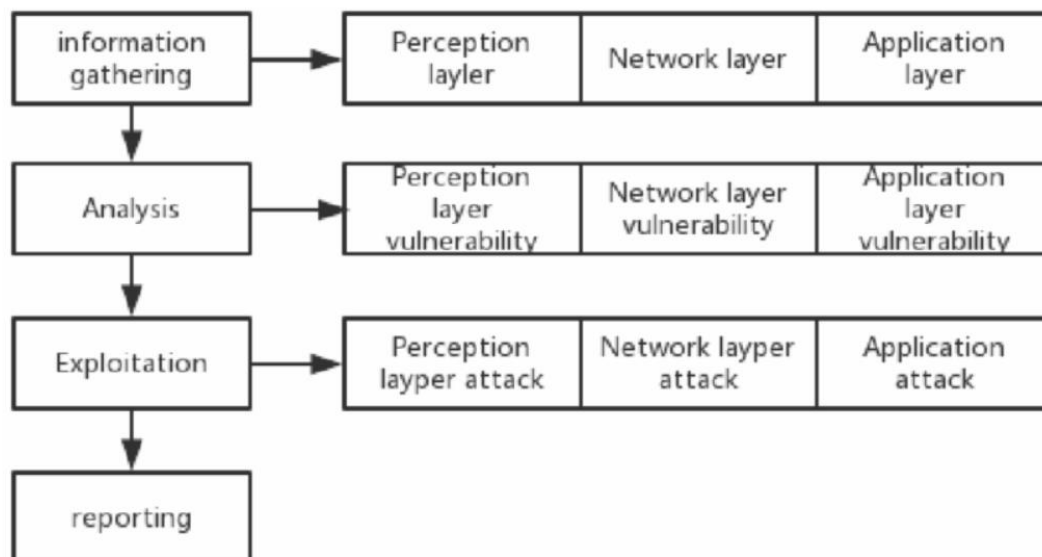 information
gathering
Perception
layler
Network layer
Application
layer
Analysis
Perception
layer
vulnerability
Network layer
vulnerability
Application
layer
vulnerability
Exploitation
Perception
layper attack
Network layper
attack
Application
attack
reporting